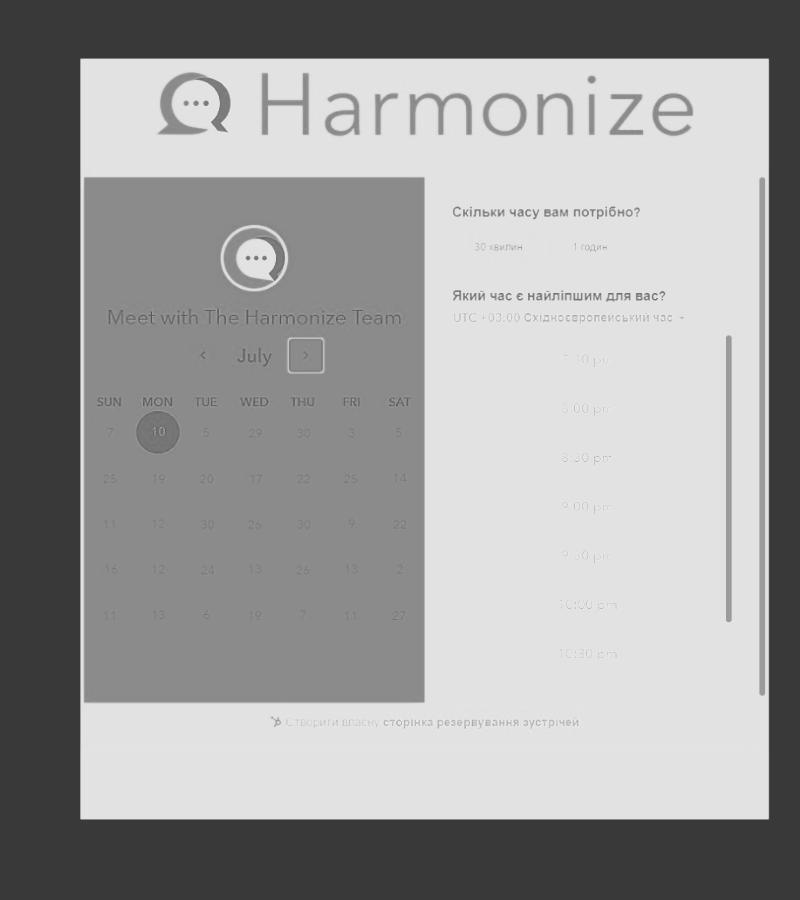 Harmonize
Meet with The Harmonize Team
July
SUN MON TUE WED THU FRI SAT
7 10 5 29 30 3 5
25 19 20 17 22 25 14
11 12 30 26 30 9 22
16 12 24 13 26 13 2
11 13 6 19 7 11 27
Скільки часу вам потрібно?
30 хвилин 1 годин
Який час є найліпшим для вас?
UTC +03:00 Східноєвропейський час
7:30 pm
8:00 pm
8:30 pm
9:00 pm
9:30 pm
10:00 pm
10:30 pm
Створити власну сторінка резервування зустрічей